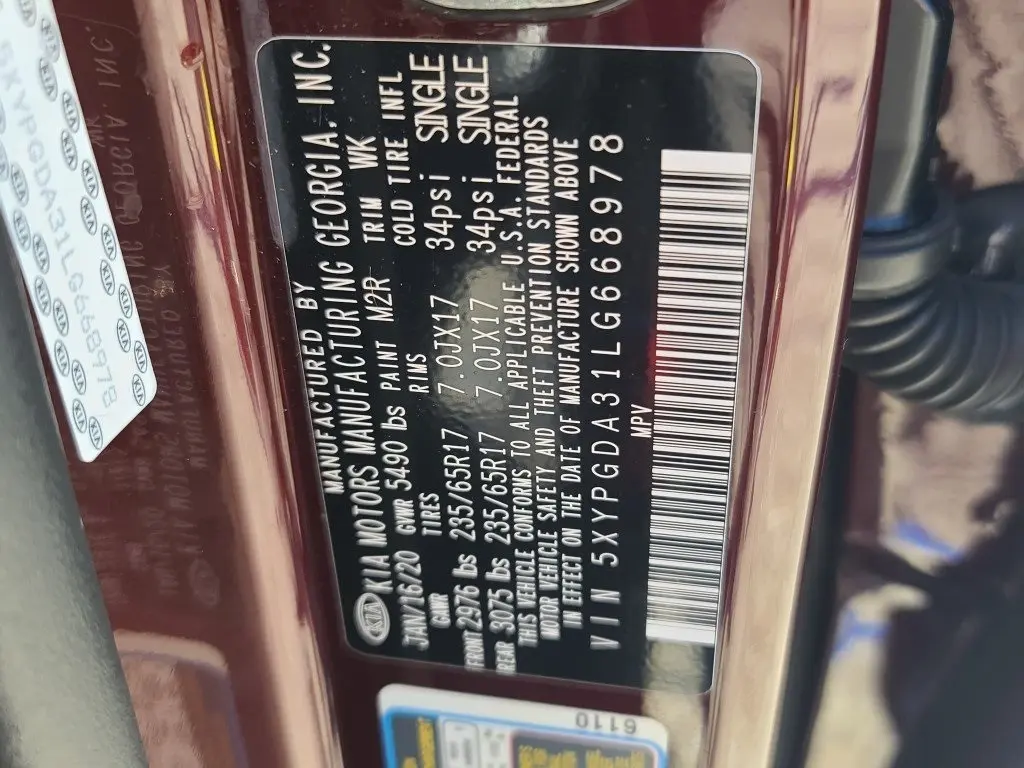 MANUFACTURED BY
KIA KIA MOTORS MANUFACTURING GEORGIA. INC.
JAN/16/20 GVWR 5490 lbs PAINT M2R TRIM WK
GAWR TIRES RIMS COLD TIRE INFL
FRONT 2976 lbs 235/65R17 7.0JX17 34psi SINGLE
REAR 3075 lbs 235/65R17 7.0JX17 34psi SINGLE
THIS VEHICLE CONFORMS TO ALL APPLICABLE U.S.A. FEDERAL
MOTOR VEHICLE SAFETY AND THEFT PREVENTION STANDARDS
IN EFFECT ON THE DATE OF MANUFACTURE SHOWN ABOVE
VIN 5XYPGDA31LG668978
MPV
5XYPGDA31LG668978
6110